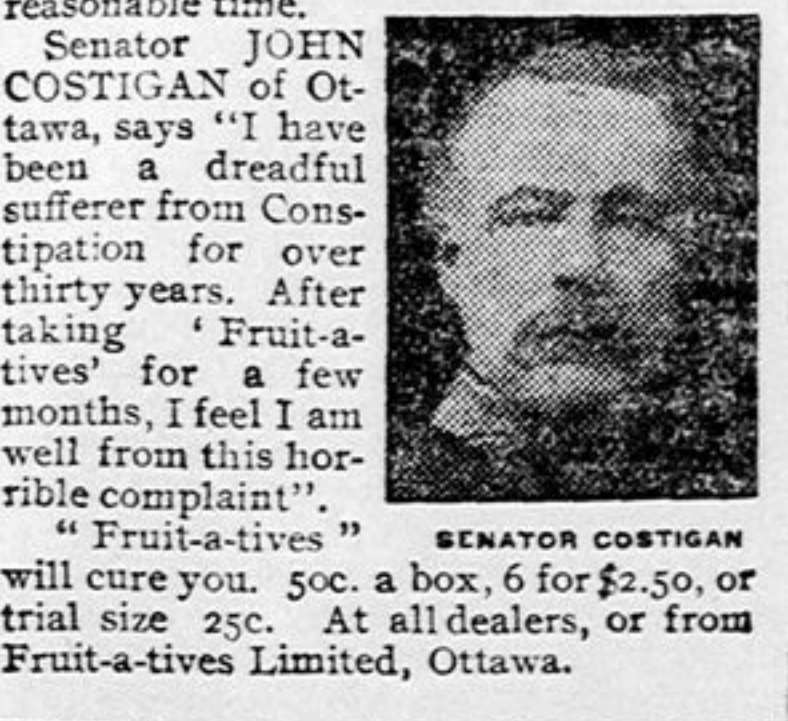 reasonable time.
Senator JOHN
COSTIGAN of Ot-
tawa, says "I have
been a dreadful
sufferer from Cons-
tipation for over
thirty years. After
taking ‘Fruit-a-
tives’ for a few
months, I feel I am
well from this hor-
rible complaint".
"Fruit-a-tives"
SENATOR COSTIGAN
will cure you. 50c. a box, 6 for $2.50, or
trial size 25c. At all dealers, or from
Fruit-a-tives Limited, Ottawa.